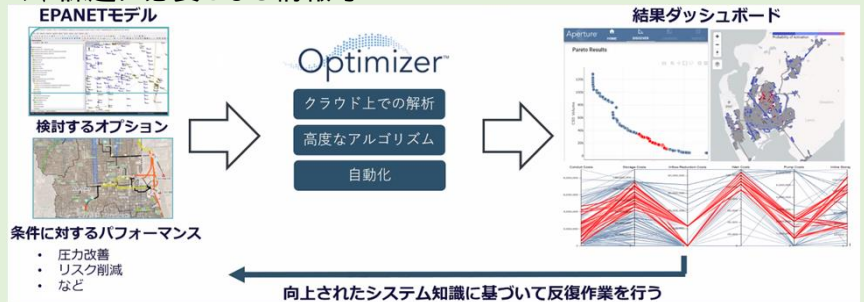 EPANETモデル
検討するオプション
条件に対するパフォーマンス
• 圧力改善
• リスク削減
• など
Optimizer™
クラウド上での解析
高度なアルゴリズム
自動化
結果ダッシュボード
Aperture
Pareto Results
Probability of Activation
向上されたシステム知識に基づいて反復作業を行う